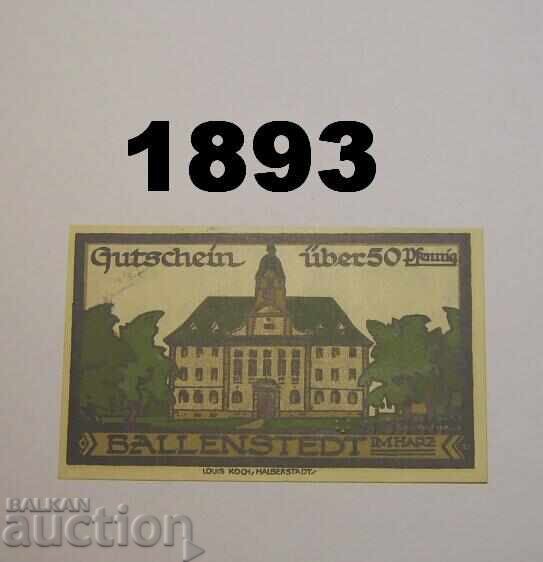 1893
Gutschein über 50 Pfennig
BALLENSTEDT IM HARZ
LOUIS KOCH, HALBERSTADT
BALKAN
auction